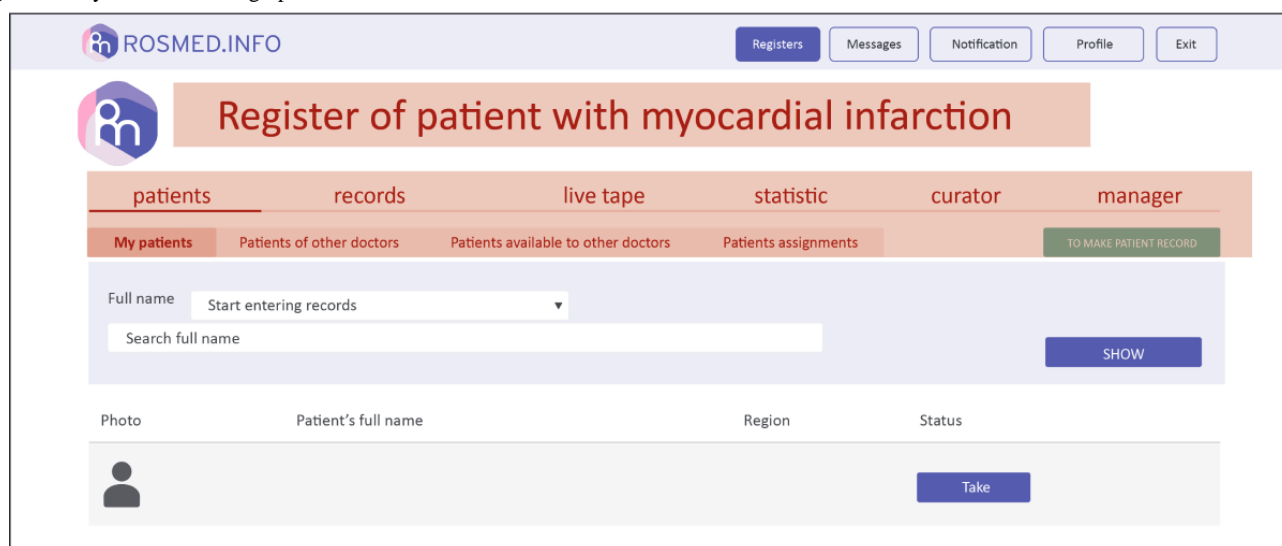 ROSMED.INFO Registers Messages Notification Profile Exit
Register of patient with myocardial infarction
patients records live tape statistic curator manager
My patients Patients of other doctors Patients available to other doctors Patients assignments TO MAKE PATIENT RECORD
Full name Start entering records
Search full name
SHOW
Photo Patient's full name Region Status
Take